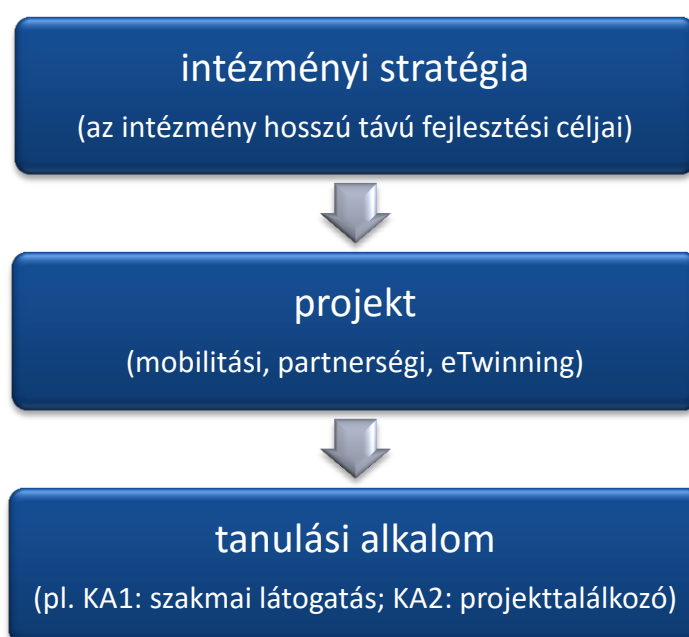 intézményi stratégia
(az intézmény hosszú távú fejlesztési céljai)
projekt
(mobilitási, partnerségi, eTwinning)
tanulási alkalom
(pl. KA1: szakmai látogatás; KA2: projekttalálkozó)